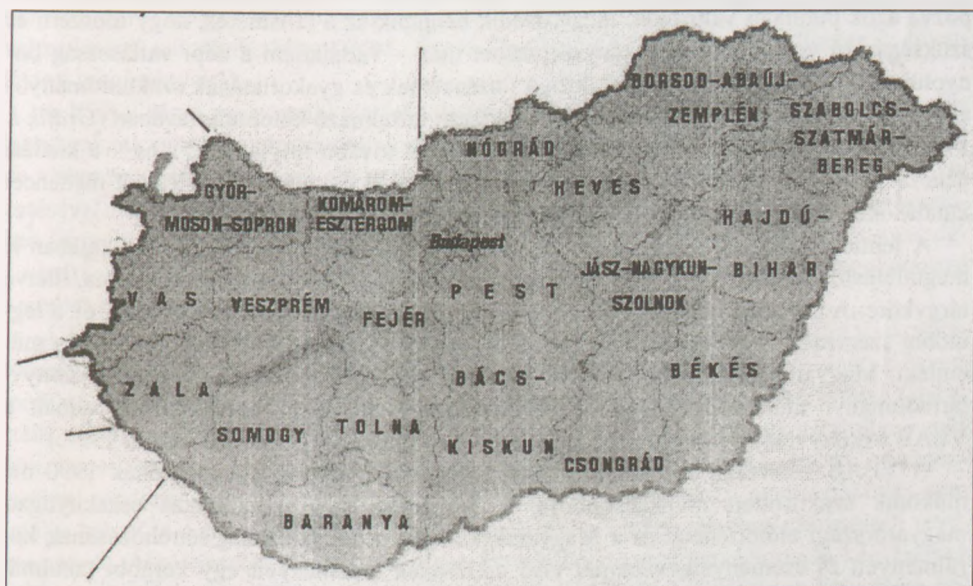 BORSOD-ABAÚJ-
ZEMPLÉN
SZABOLCS-
SZATMÁR-
BEREG
NÓGRÁD
HEVES
GYŐR-
MOSON-SOPRON
KOMÁROM-
ESZTERGOM
HAJDÚ-
BIHAR
Budapest
JÁSZ-NAGYKUN-
SZOLNOK
VAS
VESZPRÉM
PEST
FEJÉR
ZALA
BÁCS-
KISKUN
BÉKÉS
SOMOGY
TOLNA
CSONGRÁD
BARANYA